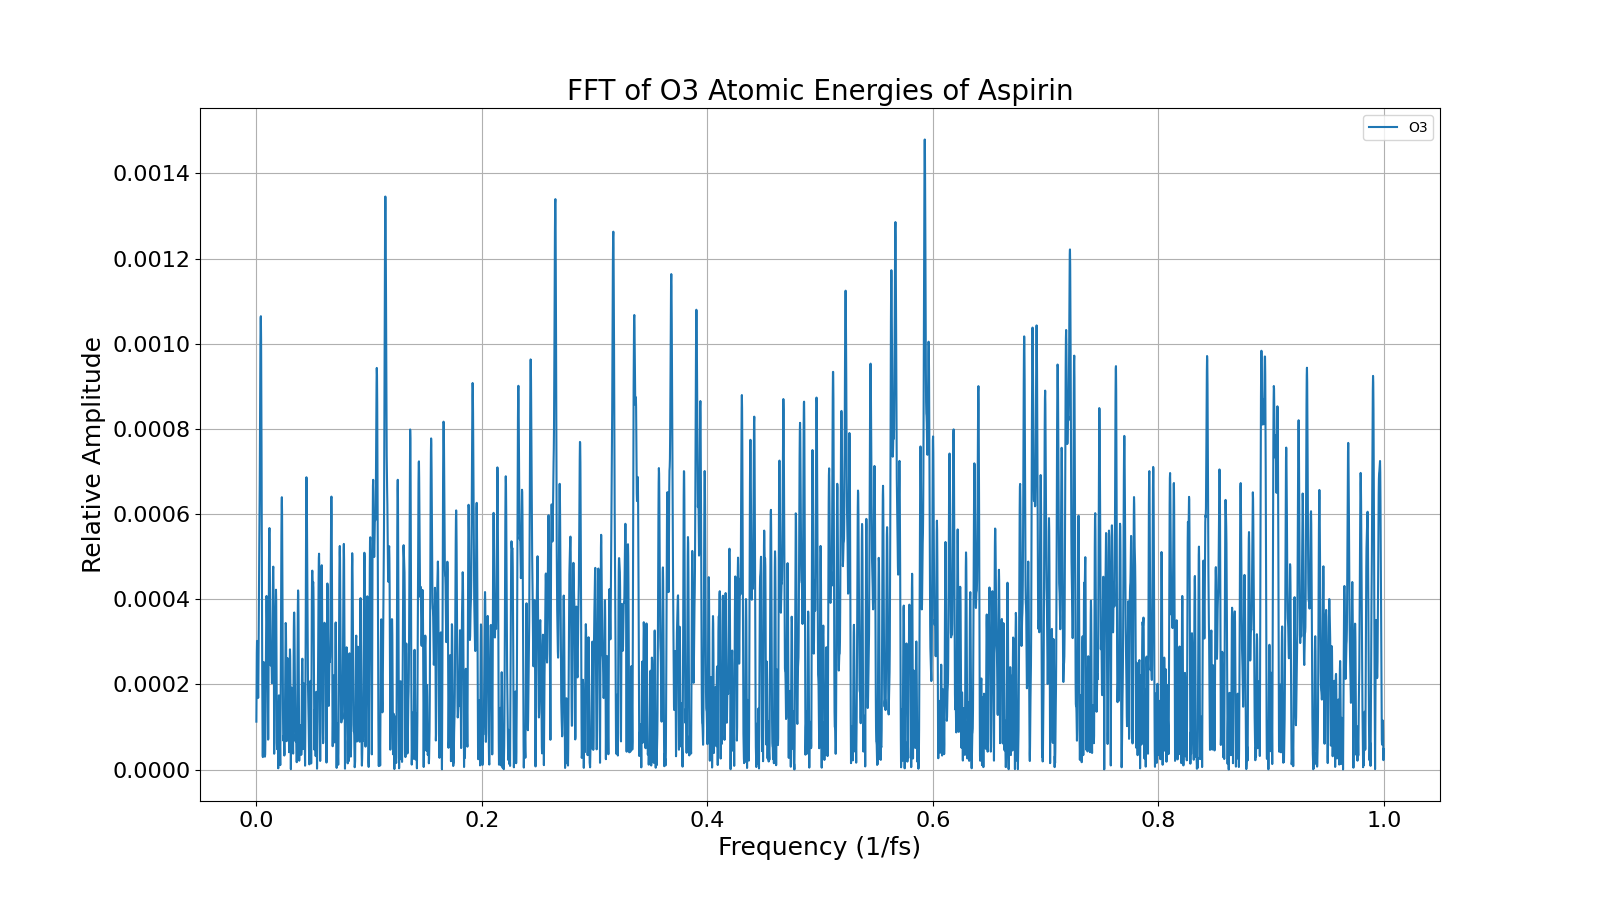 FFT of O3 Atomic Energies of Aspirin
O3
0.0014
0.0012
0.0010
0.0008
0.0006
0.0004
0.0002
0.0000
Relative Amplitude
0.0 0.2 0.4 0.6 0.8 1.0
Frequency (1/fs)